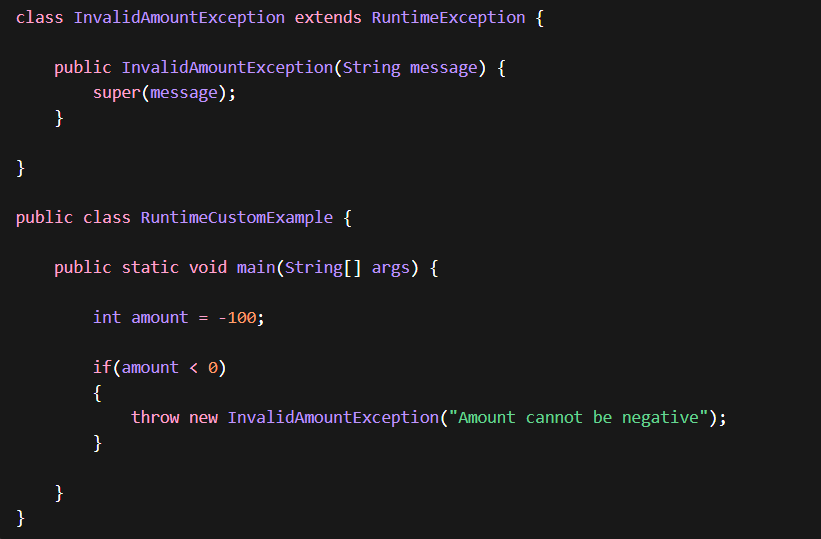 class InvalidAmountException extends RuntimeException {
    public InvalidAmountException(String message) {
        super(message);
    }
}
public class RuntimeCustomExample {
    public static void main(String[] args) {
        int amount = -100;
        if(amount < 0)
        {
            throw new InvalidAmountException("Amount cannot be negative");
        }
    }
}